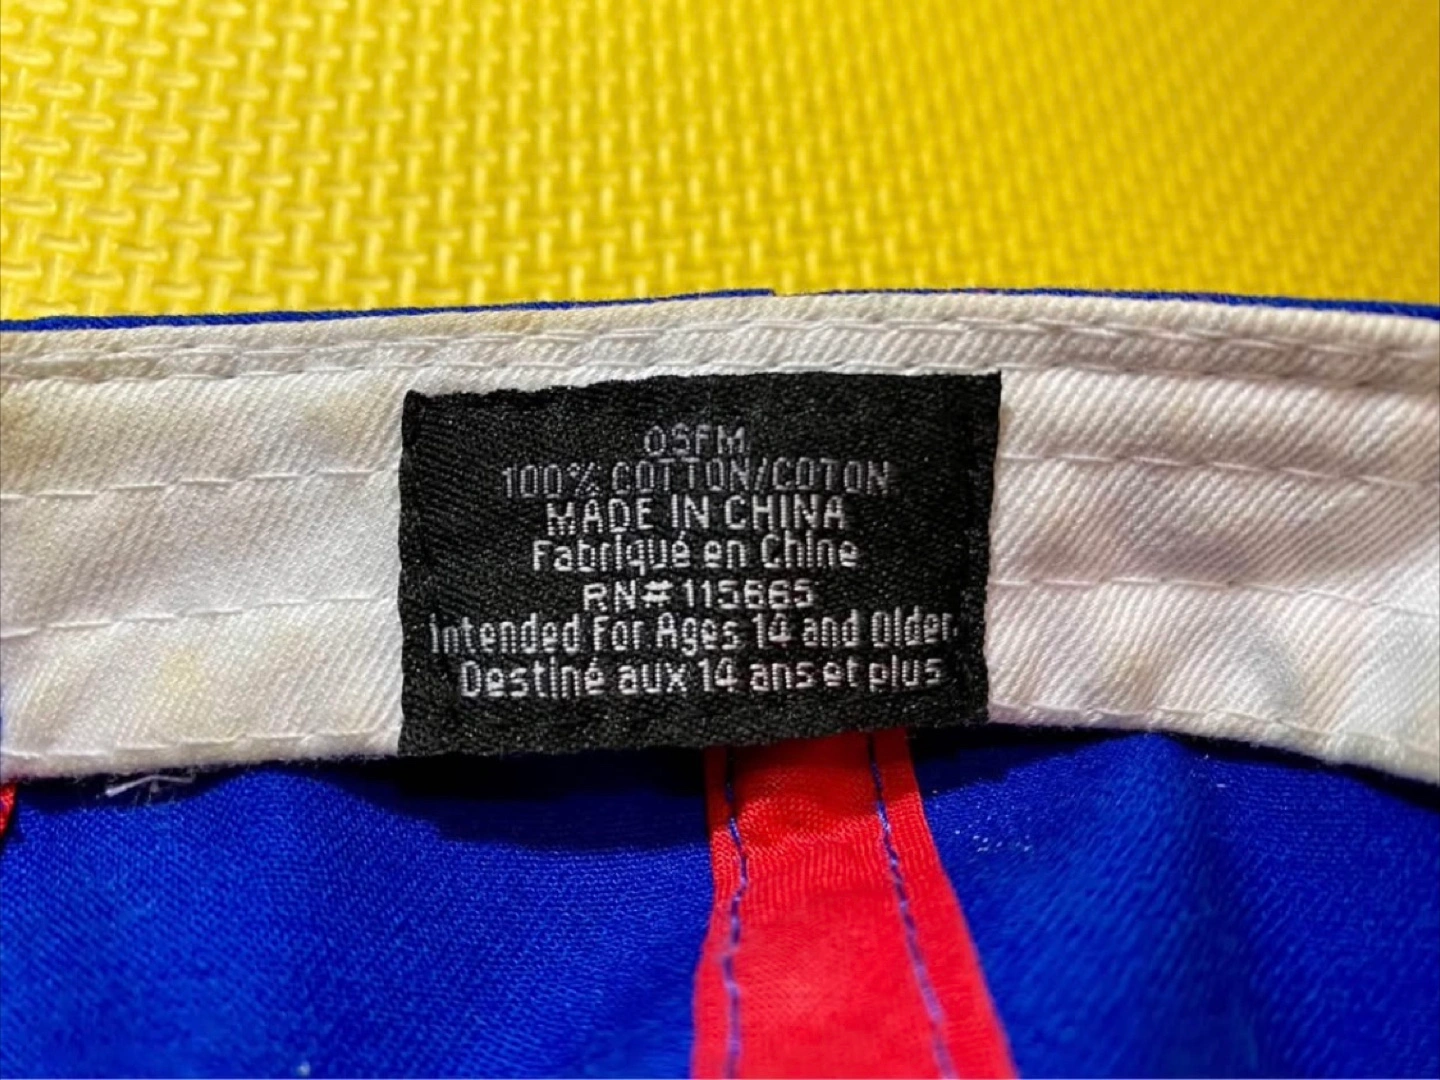 OSFM
100% COTTON/COTON
MADE IN CHINA
Fabriqué en Chine
RN# 115665
Intended For Ages 14 and Older.
Destiné aux 14 ans et plus